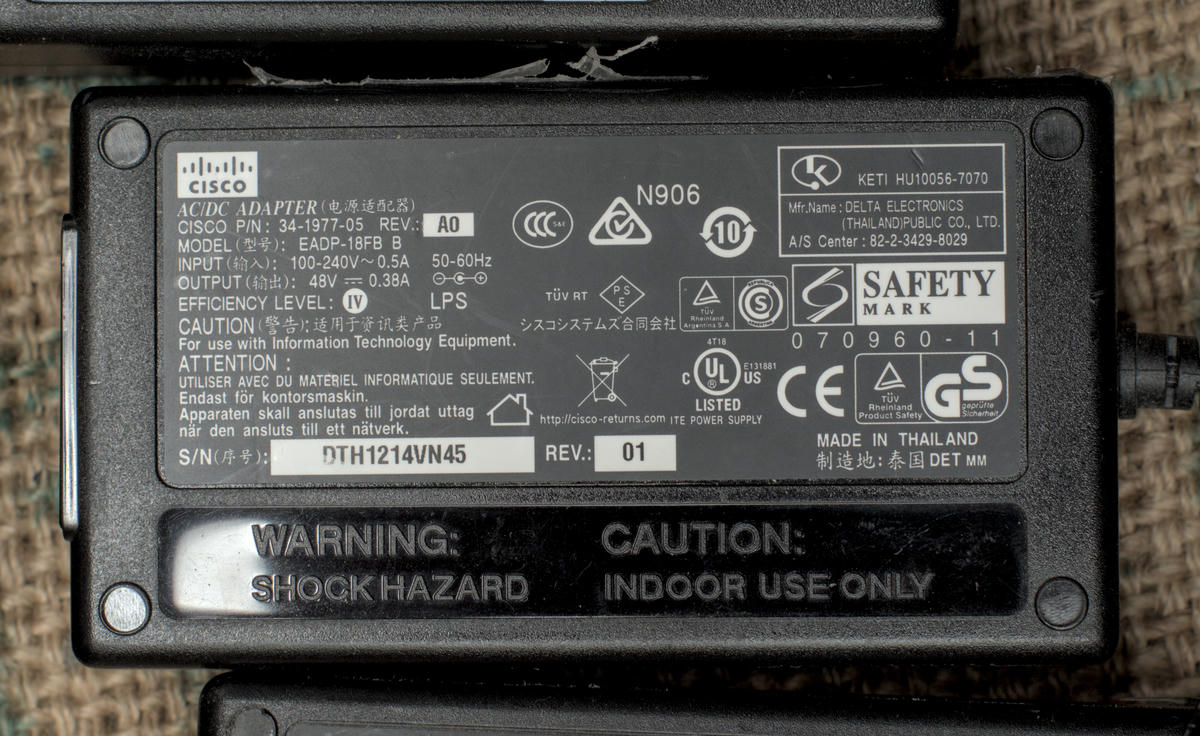 CISCO
AC/DC ADAPTER (电源适配器)
CISCO P/N: 34-1977-05 REV.: A0
MODEL (型号): EADP-18FB B
INPUT (输入): 100-240V～0.5A 50-60Hz
OUTPUT (输出): 48V ⎓ 0.38A
EFFICIENCY LEVEL: IV LPS
CAUTION (警告): 适用于资讯类产品
For use with Information Technology Equipment.
ATTENTION :
UTILISER AVEC DU MATERIEL INFORMATIQUE SEULEMENT.
Endast för kontorsmaskin.
Apparaten skall anslutas till jordat uttag
när den ansluts till ett nätverk.
S/N (序号): DTH1214VN45 REV.: 01
CCC S&E
N906
10
TÜV RT
PSE
シスコシステムズ合同会社
TÜV
Rheinland
Argentina S A
S
http://cisco-returns.com
4T18
C UL US
®
E131881
LISTED
ITE POWER SUPPLY
KETI HU10056-7070
Mfr.Name : DELTA ELECTRONICS
(THAILAND)PUBLIC CO., LTD.
A/S Center : 82-2-3429-8029
SAFETY
MARK
070960-11
CE
TÜV
Rheinland
Product Safety
GS
geprüfte
Sicherheit
MADE IN THAILAND
制造地: 泰国 DET MM
WARNING:
SHOCK HAZARD
CAUTION:
INDOOR USE ONLY